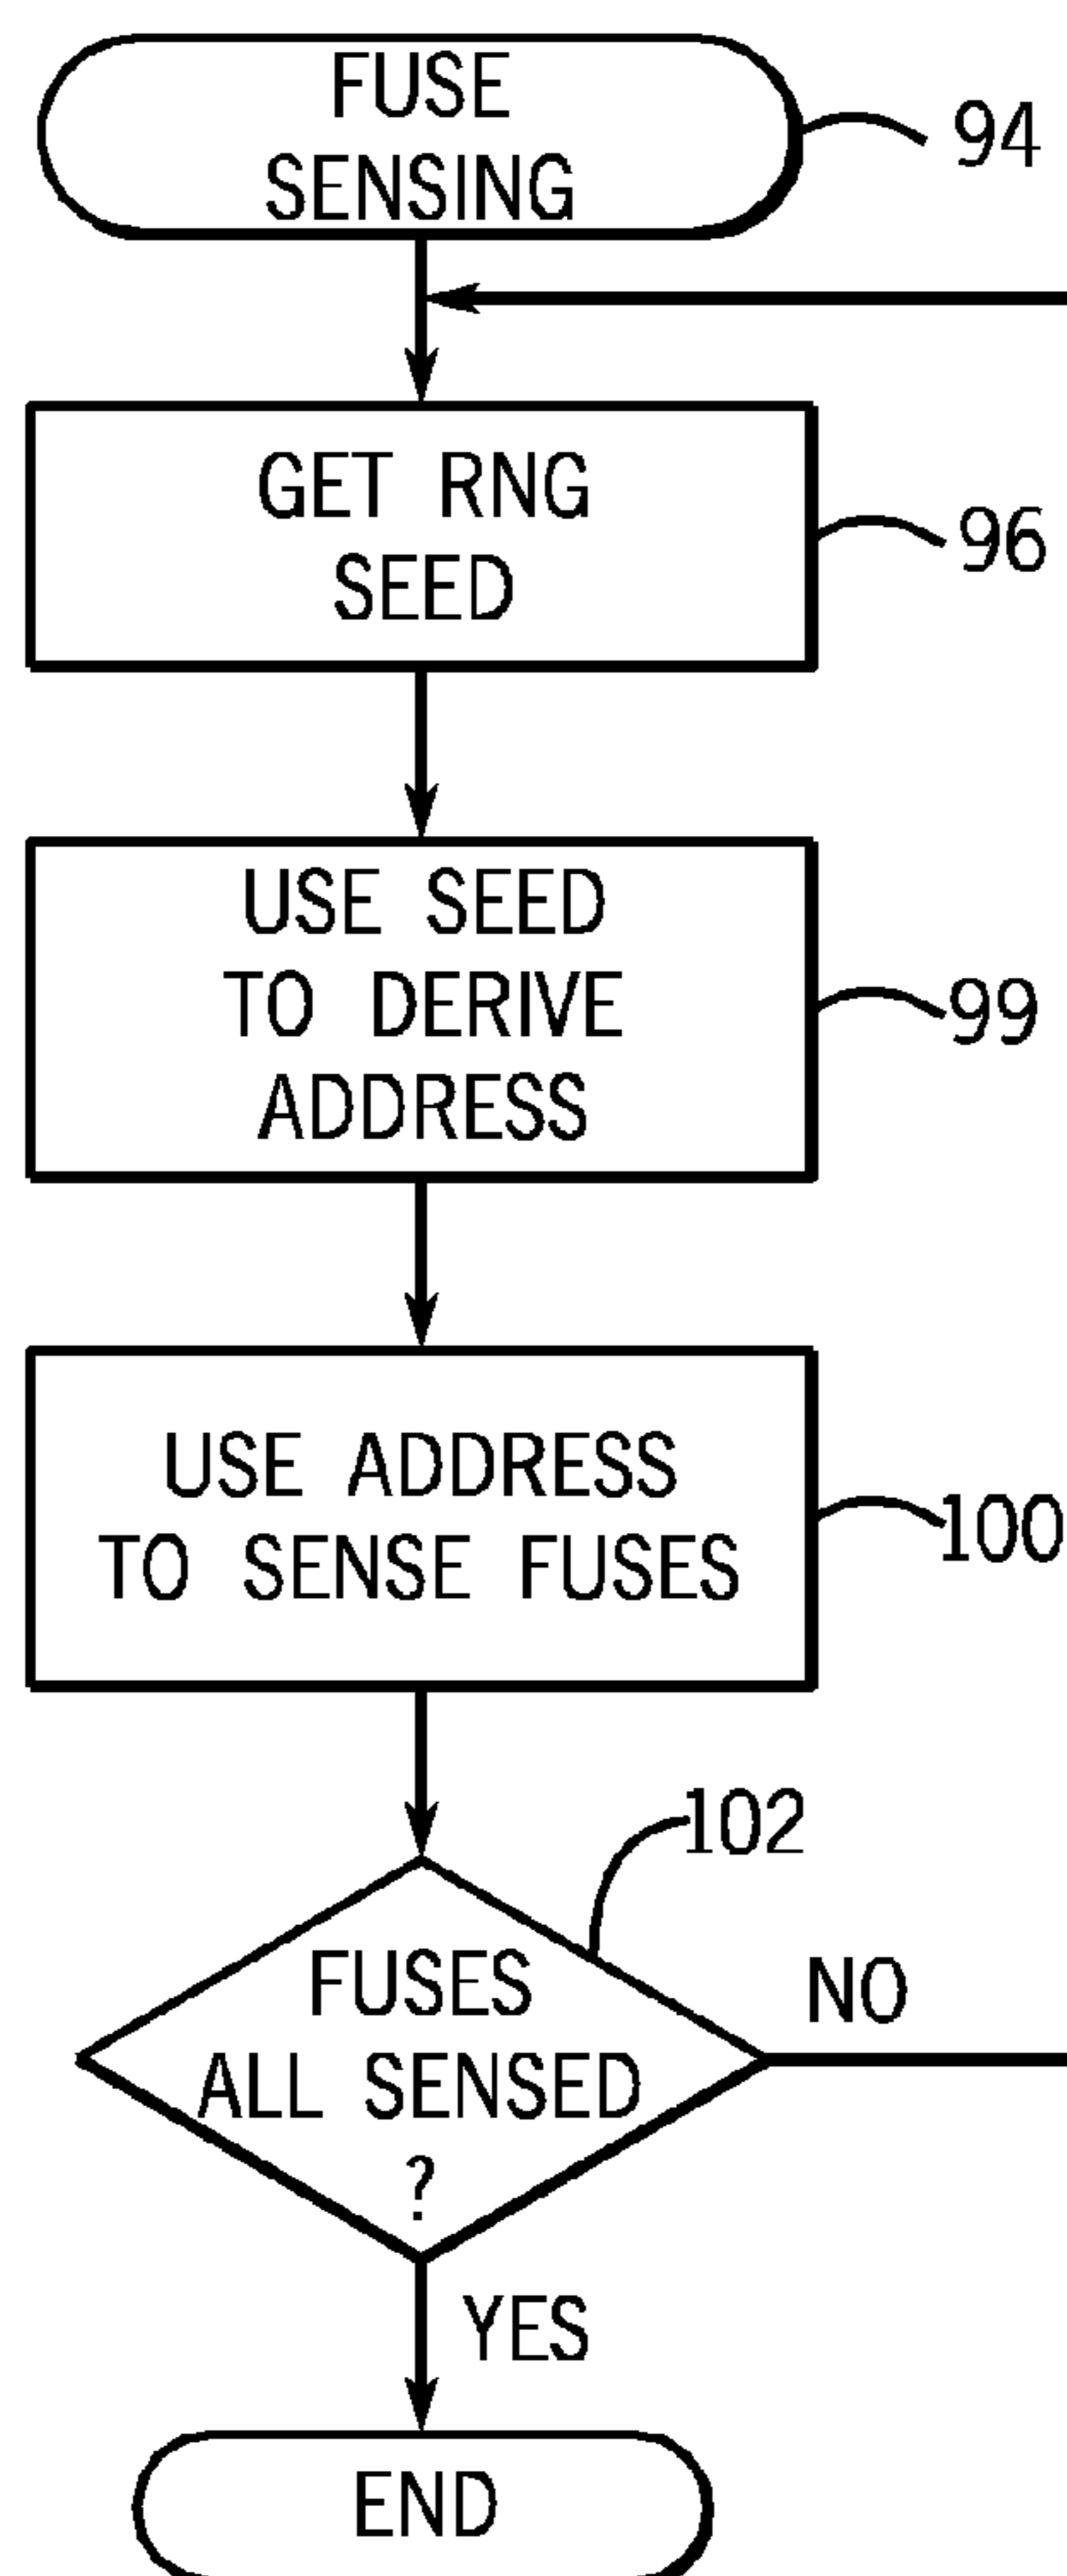 FUSE
SENSING
94
GET RNG
SEED
96
USE SEED
TO DERIVE
ADDRESS
99
USE ADDRESS
TO SENSE FUSES
100
102
FUSES
ALL SENSED
?
NO
YES
END